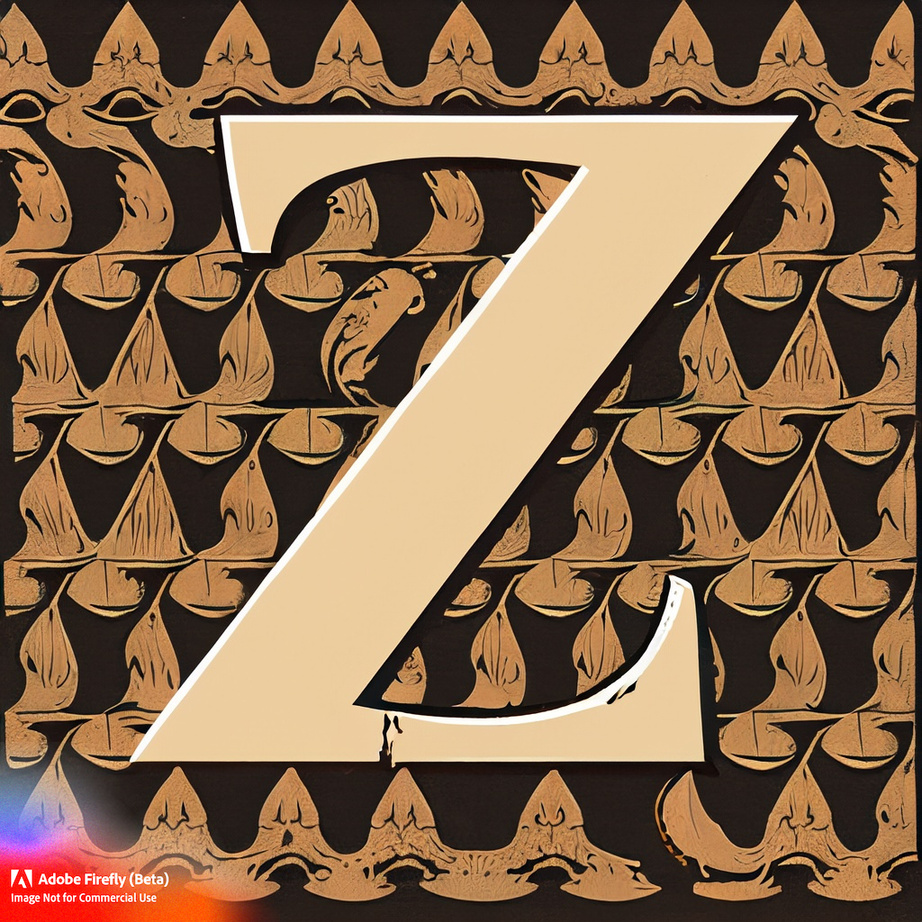 Z
Adobe Firefly (Beta)
Image Not for Commercial Use